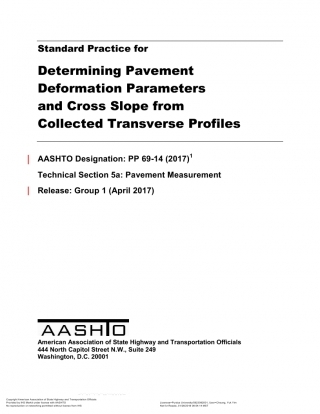 Standard Practice for
Determining Pavement
Deformation Parameters
and Cross Slope from
Collected Transverse Profiles
AASHTO Designation: PP 69-14 (2017)1
Technical Section 5a: Pavement Measurement
Release: Group 1 (April 2017)
AASHTO
American Association of State Highway and Transportation Officials
444 North Capitol Street N.W., Suite 249
Washington, D.C. 20001